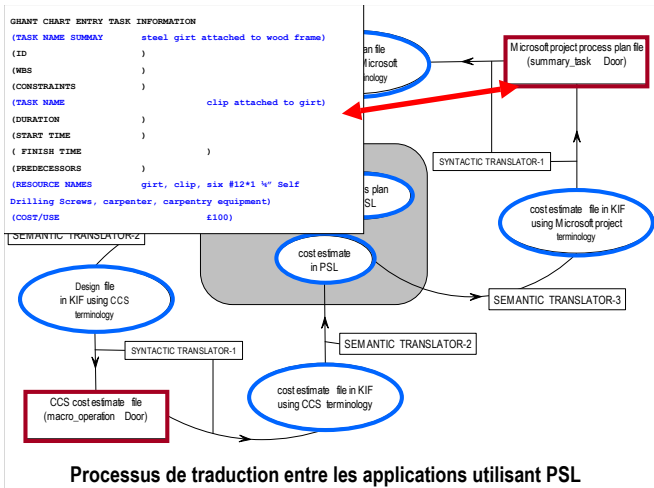 GHANT CHART ENTRY TASK INFORMATION
(TASK NAME SUMMAY steel girt attached to wood frame)
(ID )
(WBS )
(CONSTRAINTS )
(TASK NAME clip attached to girt)
(DURATION )
(START TIME )
( FINISH TIME )
(PREDECESSORS )
(RESOURCE NAMES girt, clip, six #12*1 ¼” Self
Drilling Screws, carpenter, carpentry equipment)
(COST/USE £100)
an file
Microsoft
inology
Microsoft project process plan file
(summary_task Door)
SYNTACTIC TRANSLATOR-1
s plan
SL
cost estimate file in KIF
using Microsoft project
terminology
SEMANTIC TRANSLATOR-2
cost estimate
in PSL
Design file
in KIF using CCS
terminology
SEMANTIC TRANSLATOR-3
SYNTACTIC TRANSLATOR-1
SEMANTIC TRANSLATOR-2
CCS cost estimate file
(macro_operation Door)
cost estimate file in KIF
using CCS terminology
Processus de traduction entre les applications utilisant PSL